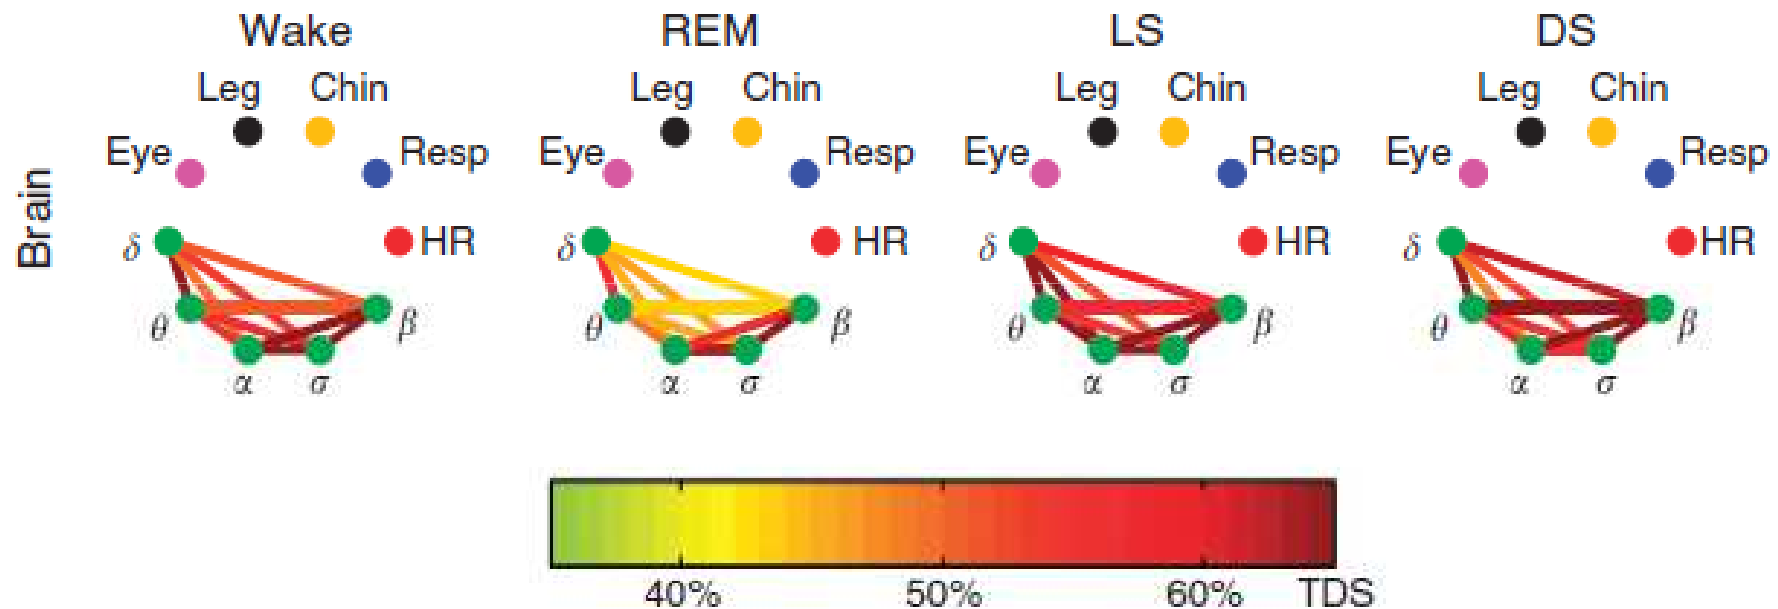 Wake REM LS DS
Leg Chin Leg Chin Leg Chin Leg Chin
Eye Resp Eye Resp Eye Resp Eye Resp
Brain
δ HR δ HR δ HR δ HR
θ β θ β θ β θ β
α σ α σ α σ α σ
40% 50% 60% TDS